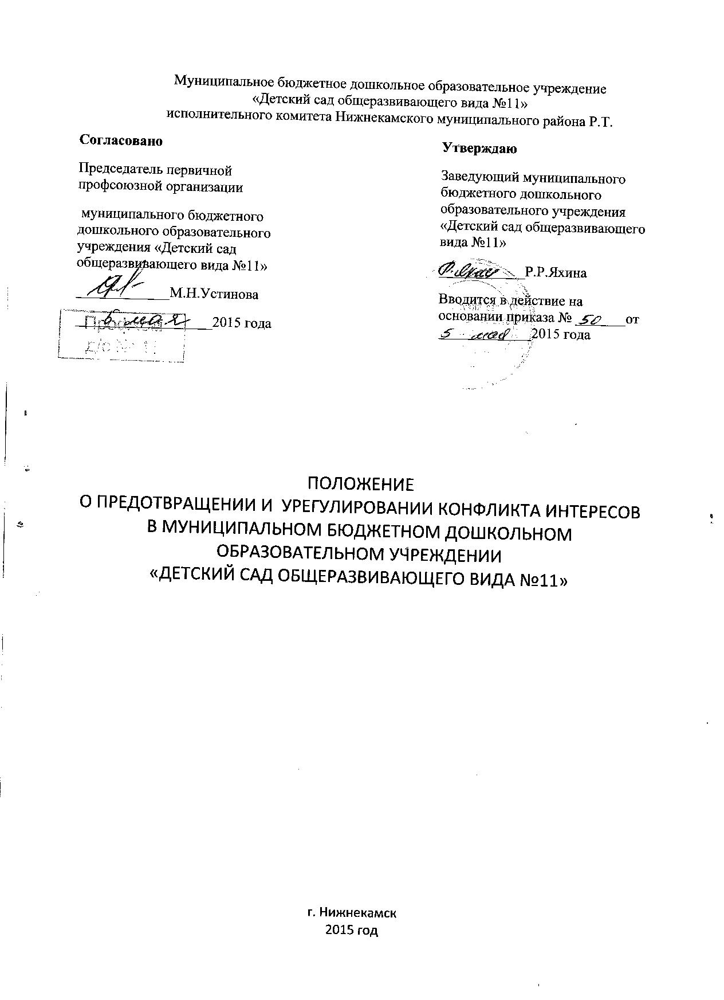 Муниципальное бюджетное дошкольное образовательное учреждение
«Детский сад общеразвивающего вида №11»
исполнительного комитета Нижнекамского муниципального района Р.Т.
Согласовано
Председатель первичной
профсоюзной организации
муниципального бюджетного
дошкольного образовательного
учреждения «Детский сад
общеразвивающего вида №11»
М.Н.Устинова
6 мая 2015 года
д/с № 11
Утверждаю
Заведующий муниципального
бюджетного дошкольного
образовательного учреждения
«Детский сад общеразвивающего
вида №11»
Р.Р.Яхина
Вводится в действие на
основании приказа № 50 от
5 мая 2015 года
ПОЛОЖЕНИЕ
О ПРЕДОТВРАЩЕНИИ И УРЕГУЛИРОВАНИИ КОНФЛИКТА ИНТЕРЕСОВ
В МУНИЦИПАЛЬНОМ БЮДЖЕТНОМ ДОШКОЛЬНОМ
ОБРАЗОВАТЕЛЬНОМ УЧРЕЖДЕНИИ
«ДЕТСКИЙ САД ОБЩЕРАЗВИВАЮЩЕГО ВИДА №11»
г. Нижнекамск
2015 год